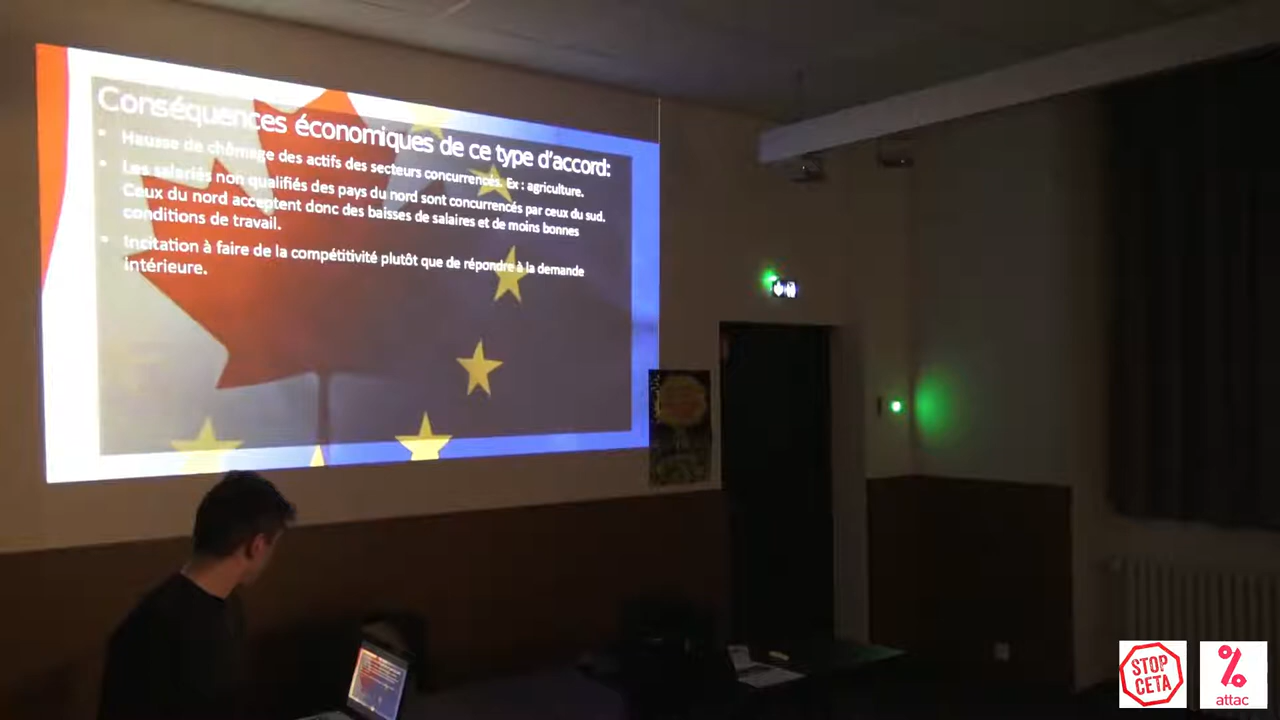 Conséquences économiques de ce type d'accord:
• Hausse de chômage des actifs des secteurs concurrencés. Ex : agriculture.
• Les salariés non qualifiés des pays du nord sont concurrencés par ceux du sud.
Ceux du nord acceptent donc des baisses de salaires et de moins bonnes
conditions de travail.
• Incitation à faire de la compétitivité plutôt que de répondre à la demande
intérieure.
STOP
CETA
%
attac